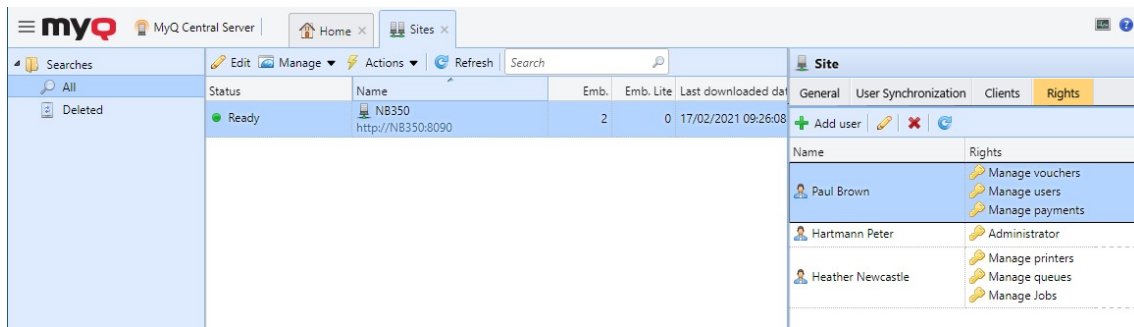 myQ MyQ Central Server Home Sites
Searches
All
Deleted
Edit Manage Actions Refresh Search
Status Name Emb. Emb. Lite Last downloaded dat
Ready NB350 2 0 17/02/2021 09:26:08
http://NB350:8090
Site
General User Synchronization Clients Rights
Add user
Name Rights
Paul Brown Manage vouchers
Manage users
Manage payments
Hartmann Peter Administrator
Heather Newcastle Manage printers
Manage queues
Manage Jobs